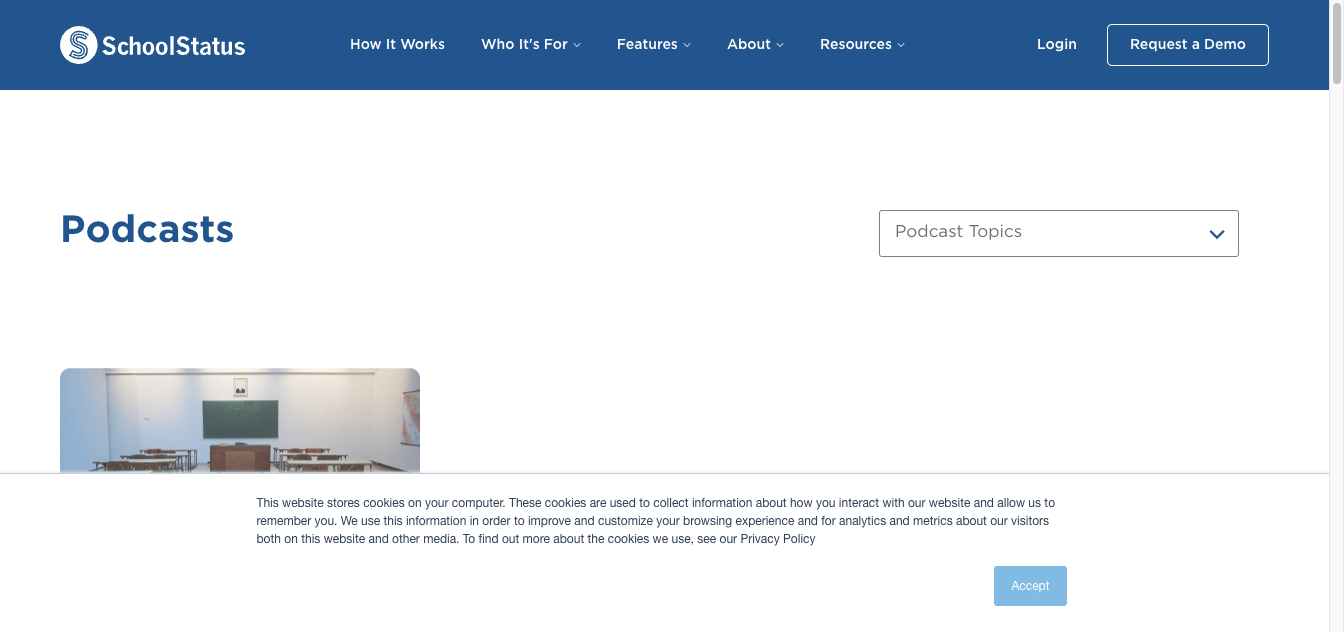 SchoolStatus
How It Works
Who It's For
Features
About
Resources
Login
Request a Demo
Podcasts
Podcast Topics
This website stores cookies on your computer. These cookies are used to collect information about how you interact with our website and allow us to
remember you. We use this information in order to improve and customize your browsing experience and for analytics and metrics about our visitors
both on this website and other media. To find out more about the cookies we use, see our Privacy Policy
Accept